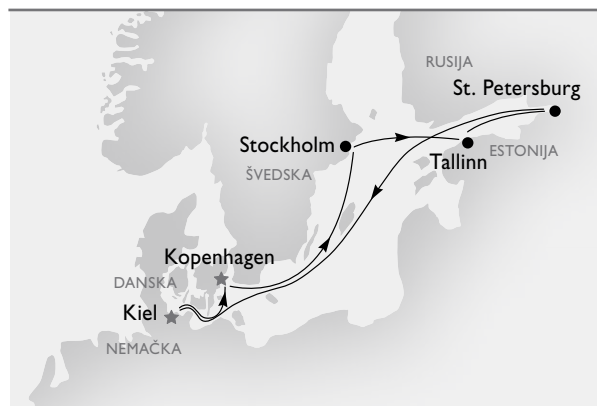 RUSIJA
St. Petersburg
Stockholm
Tallinn
ESTONIJA
ŠVEDSKA
Kopenhagen
DANSKA
Kiel
NEMAČKA